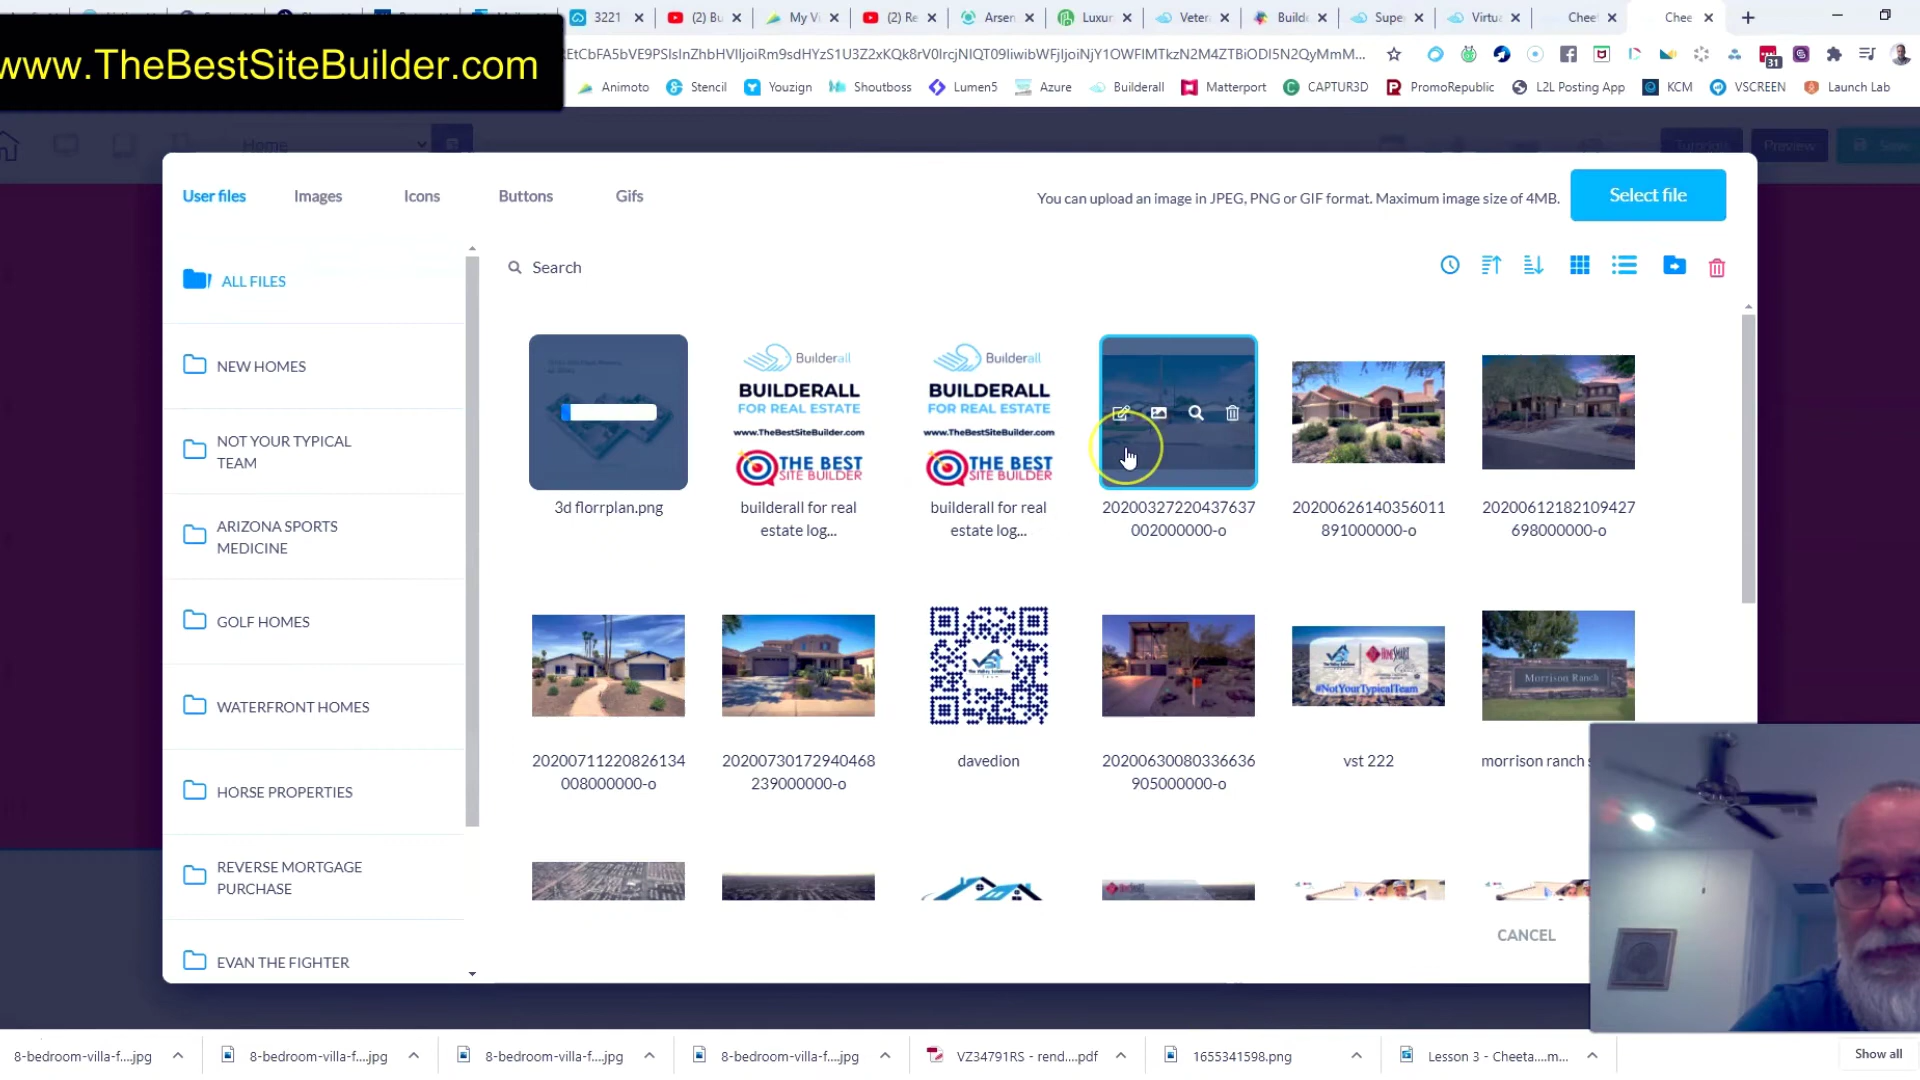 www.TheBestSiteBuilder.com
3221
(2) Bu
My Vi
(2) Re
Arsen
Luxur
Veter
Build
Supe
Virtu
Chee
Chee
Animoto
Stencil
Youzign
Shoutboss
Lumen5
Azure
Builderall
Matterport
CAPTUR3D
PromoRepublic
L2L Posting App
KCM
VSCREEN
Launch Lab
31
Home
Tutorials
Preview
Save
User files
Images
Icons
Buttons
Gifs
You can upload an image in JPEG, PNG or GIF format. Maximum image size of 4MB.
Select file
ALL FILES
NEW HOMES
NOT YOUR TYPICAL
TEAM
ARIZONA SPORTS
MEDICINE
GOLF HOMES
WATERFRONT HOMES
HORSE PROPERTIES
REVERSE MORTGAGE
PURCHASE
EVAN THE FIGHTER
Search
Builderall
BUILDERALL
FOR REAL ESTATE
www.TheBestSiteBuilder.com
THE BEST
SITE BUILDER
Builderall
BUILDERALL
FOR REAL ESTATE
www.TheBestSiteBuilder.com
THE BEST
SITE BUILDER
3d florrplan.png
builderall for real
estate log...
builderall for real
estate log...
20200327220437637
002000000-o
20200626140356011
891000000-o
20200612182109427
698000000-o
HOMESMART
#NotYourTypicalTeam
Morrison Ranch
20200711220826134
008000000-o
20200730172940468
239000000-o
davedion
20200630080336636
905000000-o
vst 222
morrison ranch s
CANCEL
8-bedroom-villa-f....jpg
8-bedroom-villa-f....jpg
8-bedroom-villa-f....jpg
8-bedroom-villa-f....jpg
VZ34791RS - rend....pdf
1655341598.png
Lesson 3 - Cheeta....m...
Show all